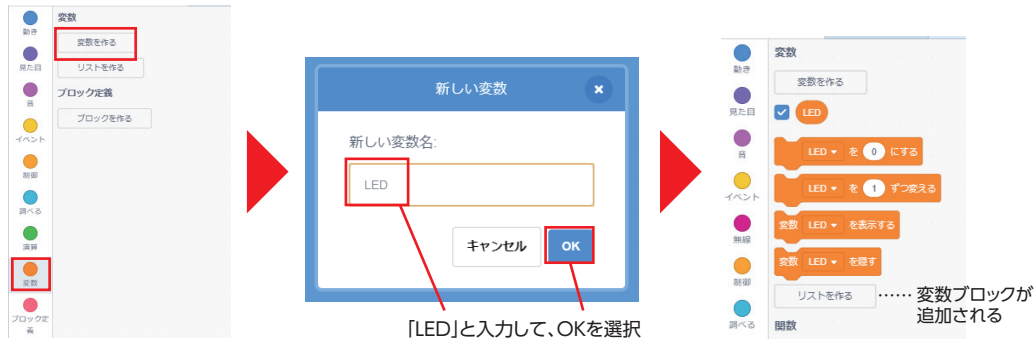 動き
見た目
音
イベント
制御
調べる
演算
変数
ブロック定
義
変数
変数を作る
リストを作る
ブロック定義
ブロックを作る
新しい変数
新しい変数名:
LED
キャンセル
OK
「LED」と入力して、OKを選択
動き
見た目
音
イベント
無線
制御
調べる
変数
変数を作る
LED
LED を 0 にする
LED を 1 ずつ変える
変数 LED を表示する
変数 LED を隠す
リストを作る
関数
……変数ブロックが
追加される